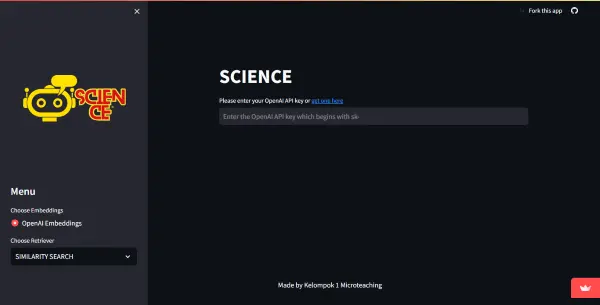 Fork this app
SCIEN
CE
Menu
Choose Embeddings
OpenAI Embeddings
Choose Retriever
SIMILARITY SEARCH
SCIENCE
Please enter your OpenAI API key or get one here
Enter the OpenAI API key which begins with sk-
Made by Kelompok 1 Microteaching